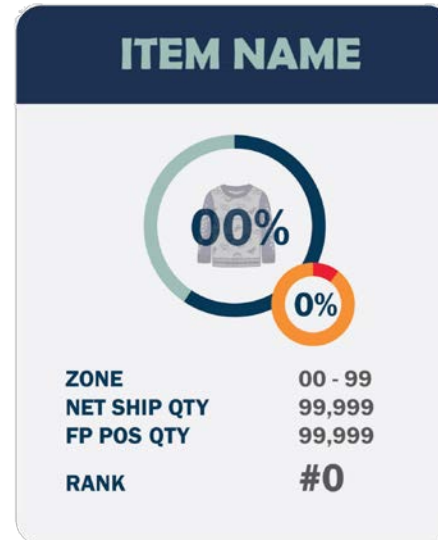 ITEM NAME
00%
0%
ZONE 00 - 99
NET SHIP QTY 99,999
FP POS QTY 99,999
RANK #0